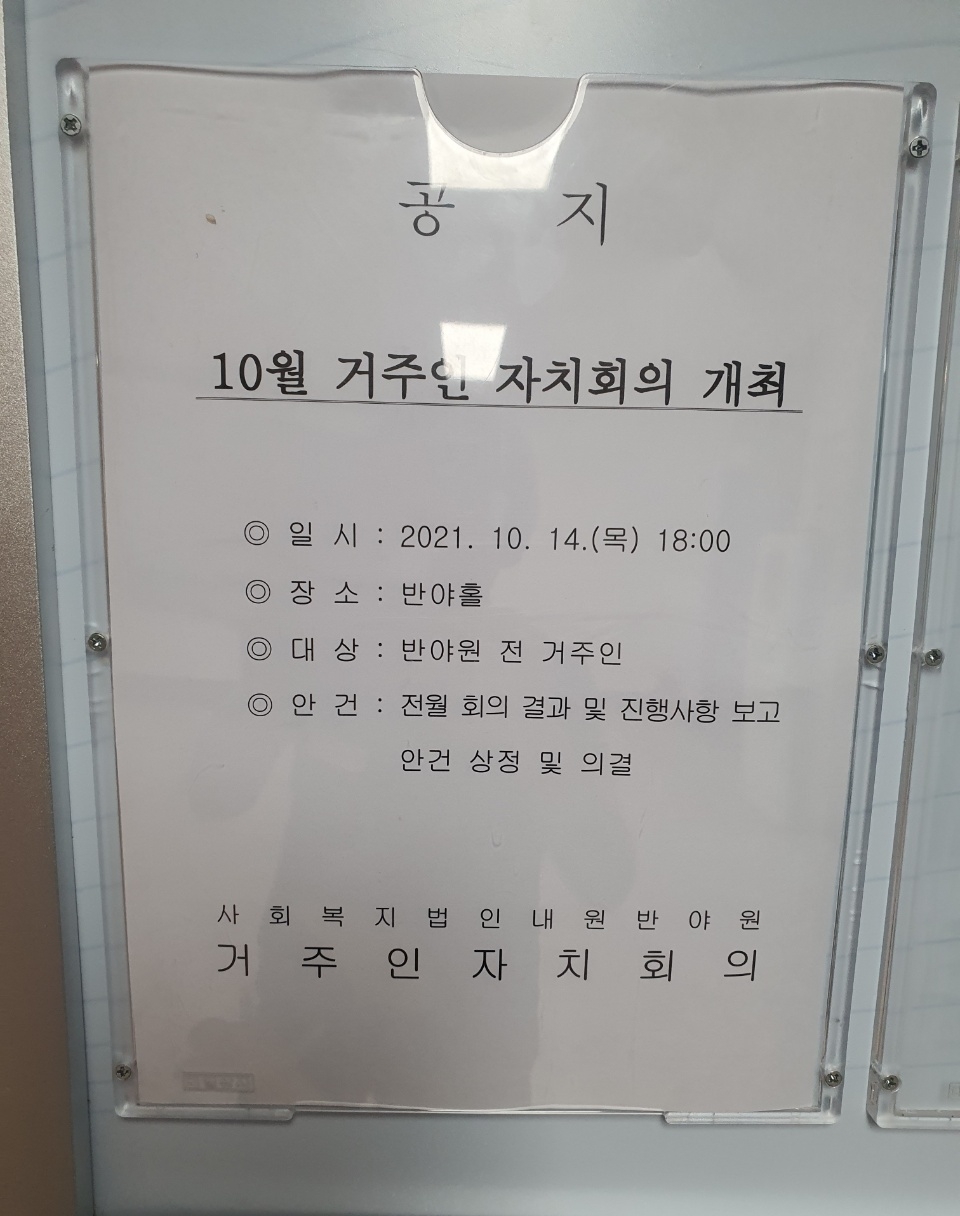 공 지
10월 거주인 자치회의 개최
◎ 일 시 : 2021. 10. 14.(목) 18:00
◎ 장 소 : 반야홀
◎ 대 상 : 반야원 전 거주인
◎ 안 건 : 전월 회의 결과 및 진행사항 보고
안건 상정 및 의결
사 회 복 지 법 인 내 원 반 야 원
거 주 인 자 치 회 의